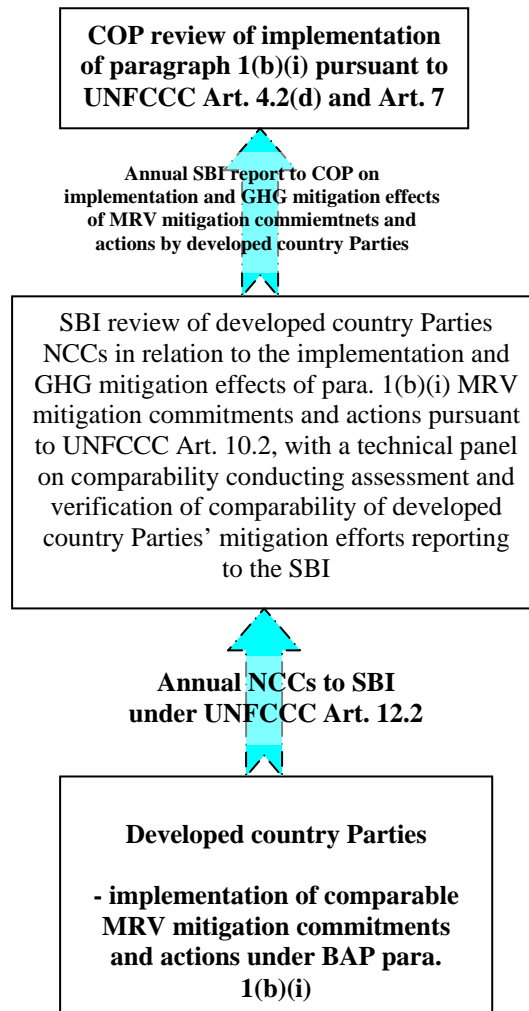 COP review of implementation
of paragraph 1(b)(i) pursuant to
UNFCCC Art. 4.2(d) and Art. 7
Annual SBI report to COP on
implementation and GHG mitigation effects
of MRV mitigation commiemtnets and
actions by developed country Parties
SBI review of developed country Parties
NCCs in relation to the implementation and
GHG mitigation effects of para. 1(b)(i) MRV
mitigation commitments and actions pursuant
to UNFCCC Art. 10.2, with a technical panel
on comparability conducting assessment and
verification of comparability of developed
country Parties’ mitigation efforts reporting
to the SBI
Annual NCCs to SBI
under UNFCCC Art. 12.2
Developed country Parties
- implementation of comparable
MRV mitigation commitments
and actions under BAP para.
1(b)(i)